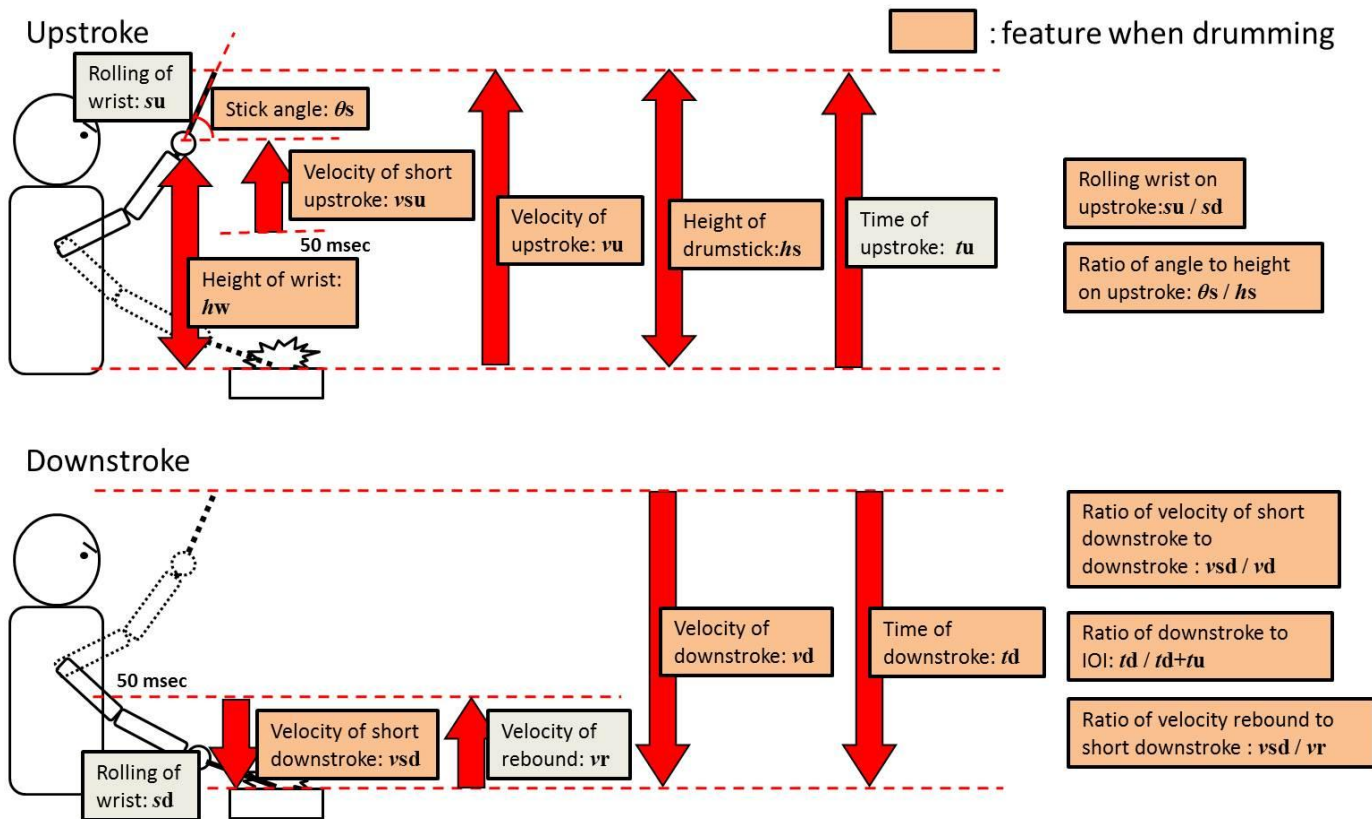 Upstroke
: feature when drumming
Rolling of
wrist: su
Stick angle: θs
Velocity of short
upstroke: vsu
50 msec
Height of wrist:
hw
Velocity of
upstroke: vu
Height of
drumstick:hs
Time of
upstroke: tu
Rolling wrist on
upstroke:su / sd
Ratio of angle to height
on upstroke: θs / hs
Downstroke
50 msec
Rolling of
wrist: sd
Velocity of short
downstroke: vsd
Velocity of
rebound: vr
Velocity of
downstroke: vd
Time of
downstroke: td
Ratio of velocity of short
downstroke to
downstroke : vsd / vd
Ratio of downstroke to
IOI: td / td+tu
Ratio of velocity rebound to
short downstroke : vsd / vr